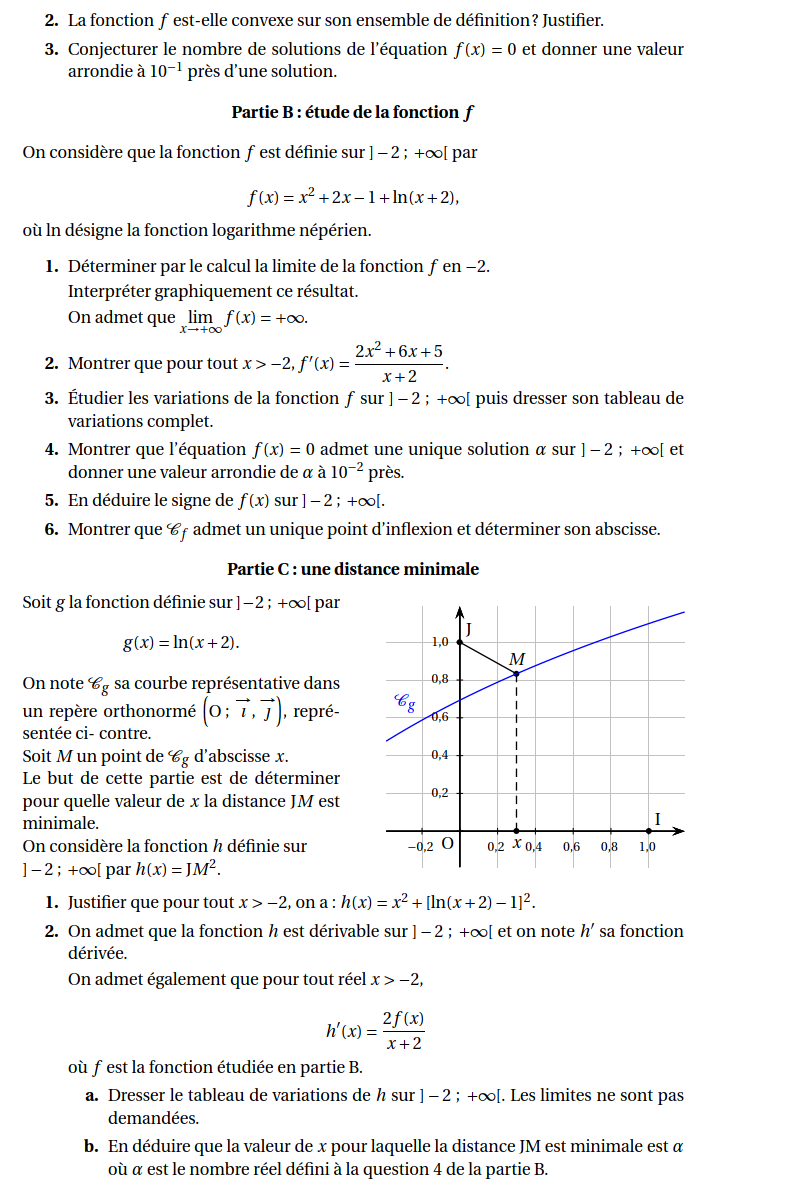 2. La fonction f est-elle convexe sur son ensemble de définition? Justifier.
3. Conjecturer le nombre de solutions de l'équation f(x) = 0 et donner une valeur
arrondie à 10⁻¹ près d'une solution.
Partie B : étude de la fonction f
On considère que la fonction f est définie sur ]−2 ; +∞[ par
f(x) = x² + 2x − 1 + ln(x + 2),
où ln désigne la fonction logarithme népérien.
1. Déterminer par le calcul la limite de la fonction f en −2.
Interpréter graphiquement ce résultat.
On admet que lim x→+∞ f(x) = +∞.
2. Montrer que pour tout x > −2, f′(x) = (2x² + 6x + 5)/(x + 2).
3. Étudier les variations de la fonction f sur ]−2 ; +∞[ puis dresser son tableau de
variations complet.
4. Montrer que l'équation f(x) = 0 admet une unique solution α sur ]−2 ; +∞[ et
donner une valeur arrondie de α à 10⁻² près.
5. En déduire le signe de f(x) sur ]−2 ; +∞[.
6. Montrer que 𝒞f admet un unique point d'inflexion et déterminer son abscisse.
Partie C : une distance minimale
Soit g la fonction définie sur ]−2 ; +∞[ par
g(x) = ln(x + 2).
On note 𝒞g sa courbe représentative dans
un repère orthonormé (O ; i⃗, j⃗), repré-
sentée ci- contre.
Soit M un point de 𝒞g d'abscisse x.
Le but de cette partie est de déterminer
pour quelle valeur de x la distance JM est
minimale.
On considère la fonction h définie sur
]−2 ; +∞[ par h(x) = JM².
J
1,0
M
0,8
𝒞g
0,6
0,4
0,2
I
−0,2 O 0,2 x 0,4 0,6 0,8 1,0
1. Justifier que pour tout x > −2, on a : h(x) = x² + [ln(x + 2) − 1]².
2. On admet que la fonction h est dérivable sur ]−2 ; +∞[ et on note h′ sa fonction
dérivée.
On admet également que pour tout réel x > −2,
h′(x) = 2f(x)/(x + 2)
où f est la fonction étudiée en partie B.
a. Dresser le tableau de variations de h sur ]−2 ; +∞[. Les limites ne sont pas
demandées.
b. En déduire que la valeur de x pour laquelle la distance JM est minimale est α
où α est le nombre réel défini à la question 4 de la partie B.